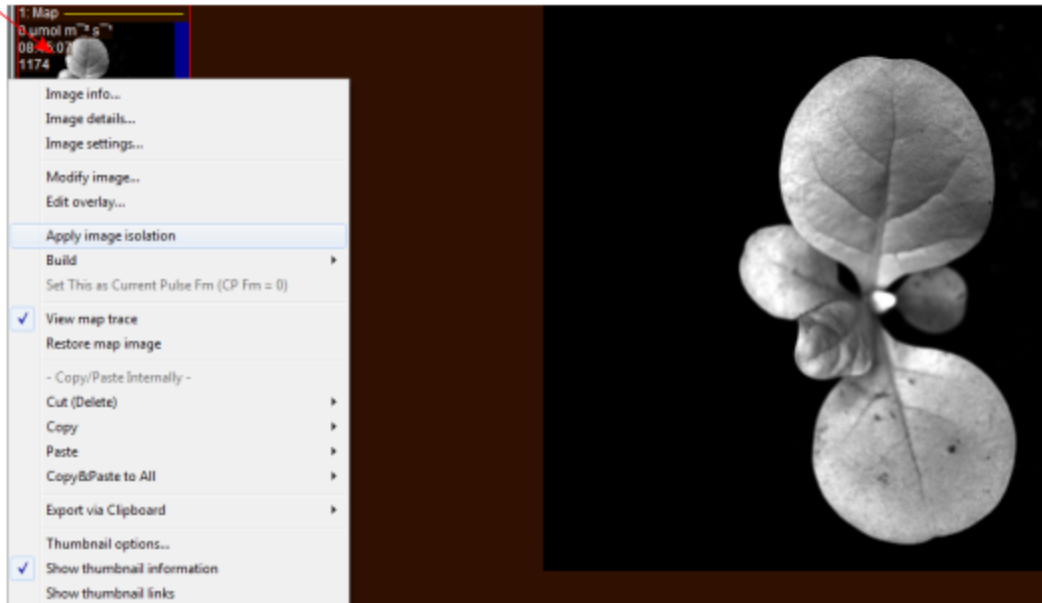 1: Map
0 µmol m⁻² s⁻¹
1174
Image info...
Image details...
Image settings...
Modify image...
Edit overlay...
Apply image isolation
Build
Set This as Current Pulse Fm (CP Fm = 0)
View map trace
Restore map image
- Copy/Paste Internally -
Cut (Delete)
Copy
Paste
Copy&Paste to All
Export via Clipboard
Thumbnail options...
Show thumbnail information
Show thumbnail links